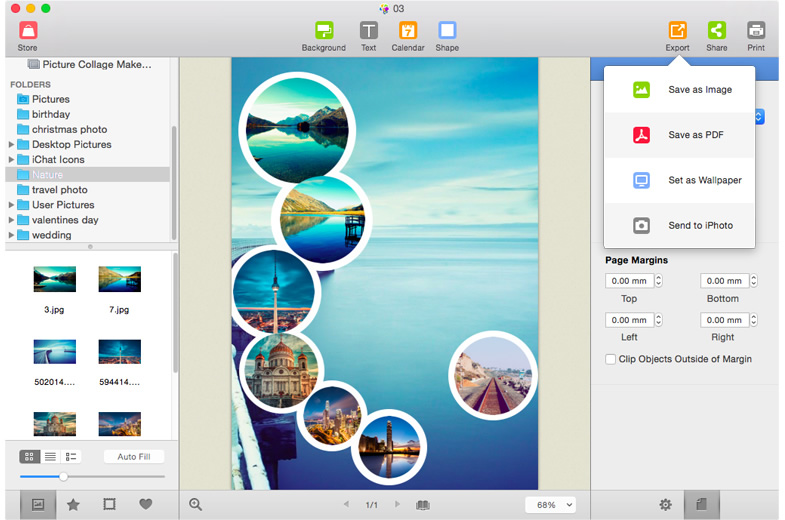 03
Store
Background
Text
7
Calendar
Shape
Export
Share
Print
Picture Collage Make...
FOLDERS
Pictures
birthday
christmas photo
Desktop Pictures
iChat Icons
Nature
travel photo
User Pictures
valentines day
wedding
3.jpg
7.jpg
502014....
594414....
Auto Fill
1/1
68%
Save as Image
Save as PDF
Set as Wallpaper
Send to iPhoto
Page Margins
0.00 mm
0.00 mm
Top
Bottom
0.00 mm
0.00 mm
Left
Right
Clip Objects Outside of Margin